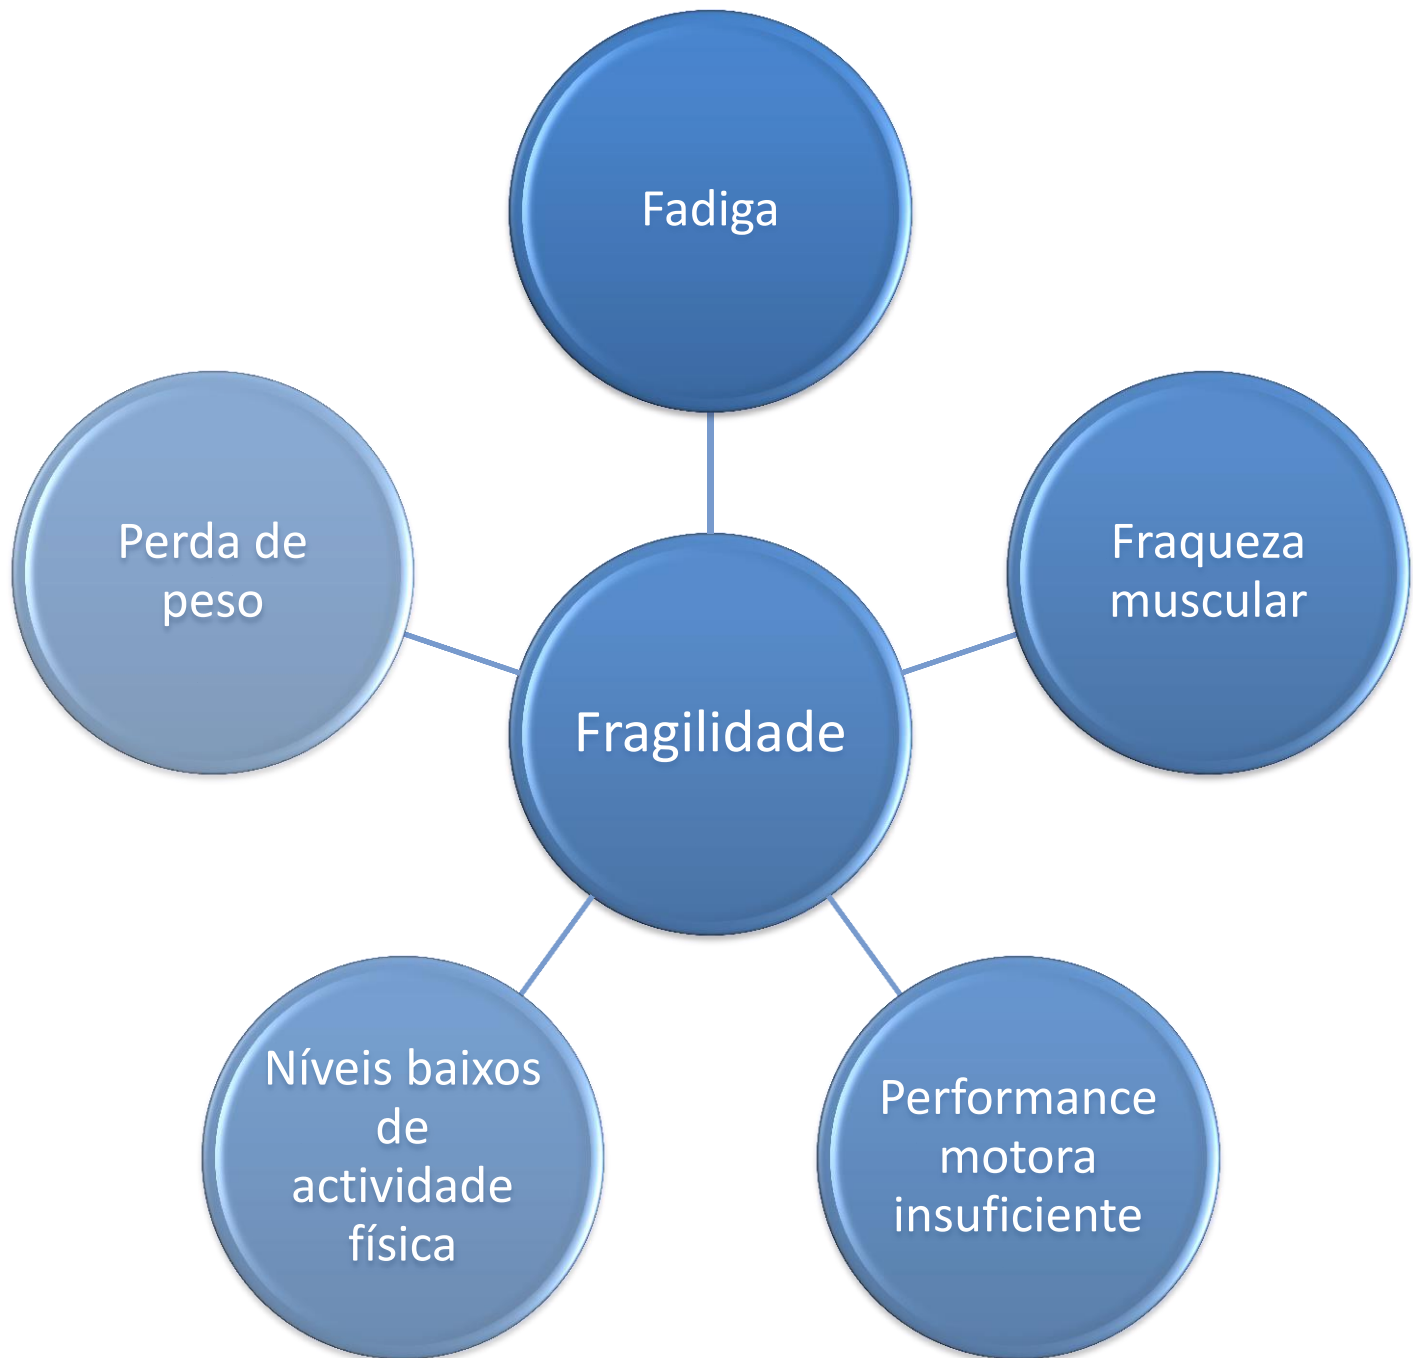 Fadiga
Perda de
peso
Fraqueza
muscular
Fragilidade
Níveis baixos
de
actividade
física
Performance
motora
insuficiente